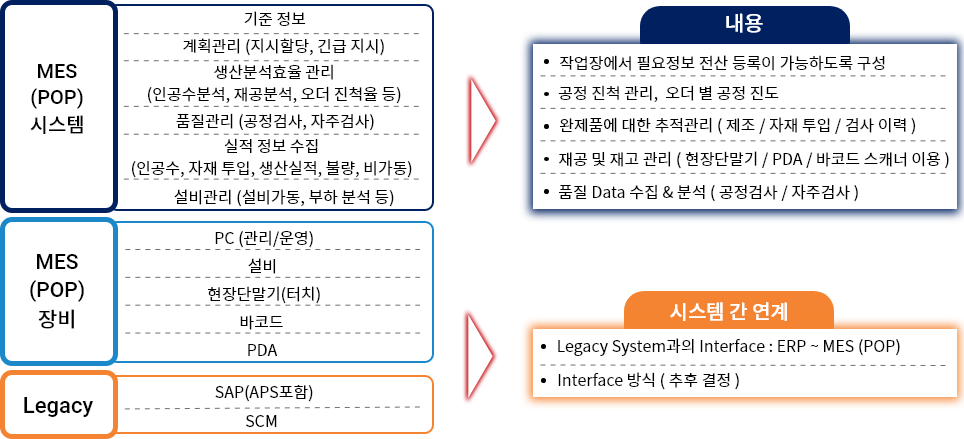 MES
(POP)
시스템
기준 정보
계획관리 (지시할당, 긴급 지시)
생산분석효율 관리
(인공수분석, 재공분석, 오더 진척율 등)
품질관리 (공정검사, 자주검사)
실적 정보 수집
(인공수, 자재 투입, 생산실적, 불량, 비가동)
설비관리 (설비가동, 부하 분석 등)
내용
• 작업장에서 필요정보 전산 등록이 가능하도록 구성
• 공정 진척 관리, 오더 별 공정 진도
• 완제품에 대한 추적관리 ( 제조 / 자재 투입 / 검사 이력 )
• 재공 및 재고 관리 ( 현장단말기 / PDA / 바코드 스캐너 이용 )
• 품질 Data 수집 & 분석 ( 공정검사 / 자주검사 )
MES
(POP)
장비
PC (관리/운영)
설비
현장단말기(터치)
바코드
PDA
Legacy
SAP(APS포함)
SCM
시스템 간 연계
• Legacy System과의 Interface : ERP ~ MES (POP)
• Interface 방식 ( 추후 결정 )